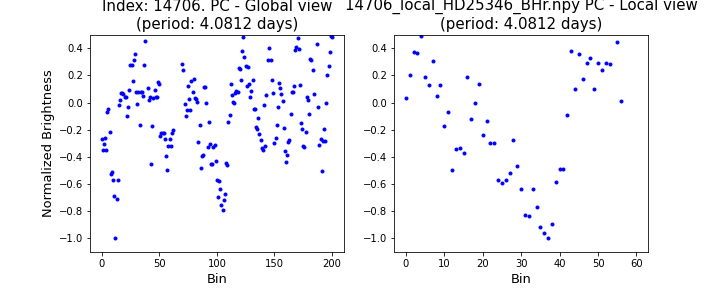 Index: 14706. PC - Global view
(period: 4.0812 days)
14706_local_HD25346_BHr.npy PC - Local view
(period: 4.0812 days)
Normalized Brightness
0.4
0.2
0.0
−0.2
−0.4
−0.6
−0.8
−1.0
0 50 100 150 200
Bin
0.4
0.2
0.0
−0.2
−0.4
−0.6
−0.8
−1.0
0 10 20 30 40 50 60
Bin